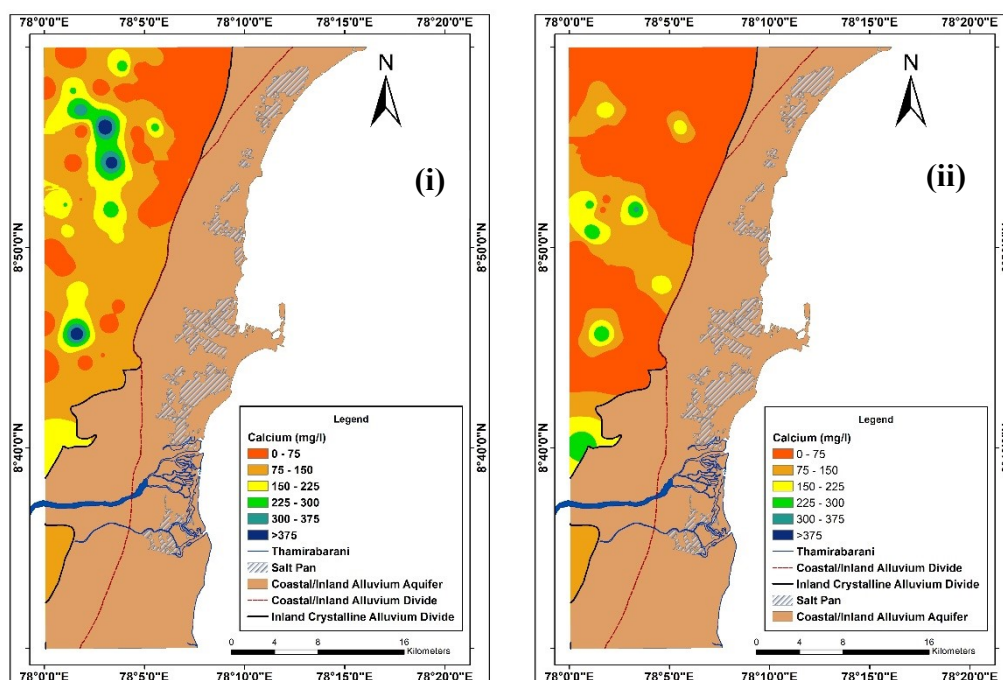 78°0'0"E 78°5'0"E 78°10'0"E 78°15'0"E 78°20'0"E
N
(i)
8°50'0"N
8°40'0"N
Legend
Calcium (mg/l)
0 - 75
75 - 150
150 - 225
225 - 300
300 - 375
>375
Thamirabarani
Salt Pan
Coastal/Inland Alluvium Aquifer
Coastal/Inland Alluvium Divide
Inland Crystalline Alluvium Divide
0 4 8 16
Kilometers
78°0'0"E 78°5'0"E 78°10'0"E 78°15'0"E 78°20'0"E
78°0'0"E 78°5'0"E 78°10'0"E 78°15'0"E 78°20'0"E
N
(ii)
8°50'0"N
8°40'0"N
Legend
Calcium (mg/l)
0 - 75
75 - 150
150 - 225
225 - 300
300 - 375
>375
Thamirabarani
Coastal/Inland Alluvium Divide
Inland Crystalline Alluvium Divide
Salt Pan
Coastal/Inland Alluvium Aquifer
0 4 8 16
Kilometers
78°0'0"E 78°5'0"E 78°10'0"E 78°15'0"E 78°20'0"E